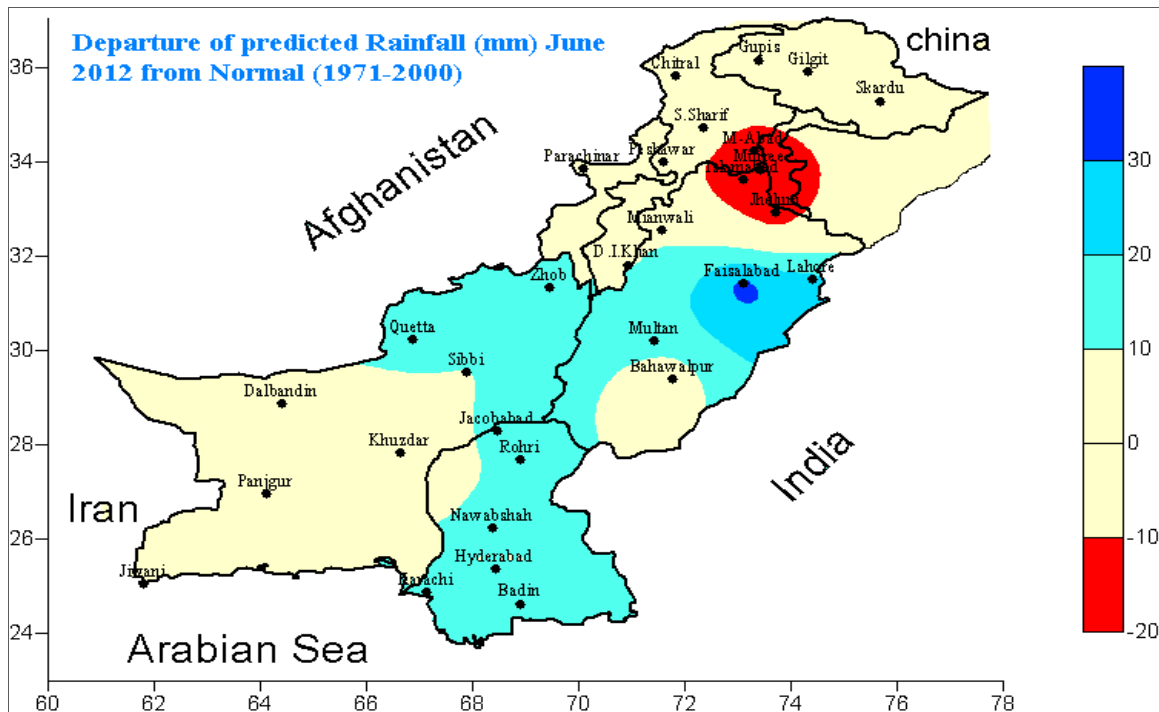 Departure of predicted Rainfall (mm) June
2012 from Normal (1971-2000)
china
Afghanistan
Iran
India
Arabian Sea
Gupis
Gilgit
Chitral
Skardu
S.Sharif
M-Abad
Parachinar
Jhelum
Mianwali
D.I.Khan
Zhob
Faisalabad
Lahore
Quetta
Multan
Sibbi
Bahawalpur
Dalbandin
Jacobabad
Khuzdar
Rohri
Panjgur
Nawabshah
Hyderabad
Jiwani
Karachi
Badin
36
34
32
30
28
26
24
60
62
64
66
68
70
72
74
76
78
30
20
10
0
-10
-20